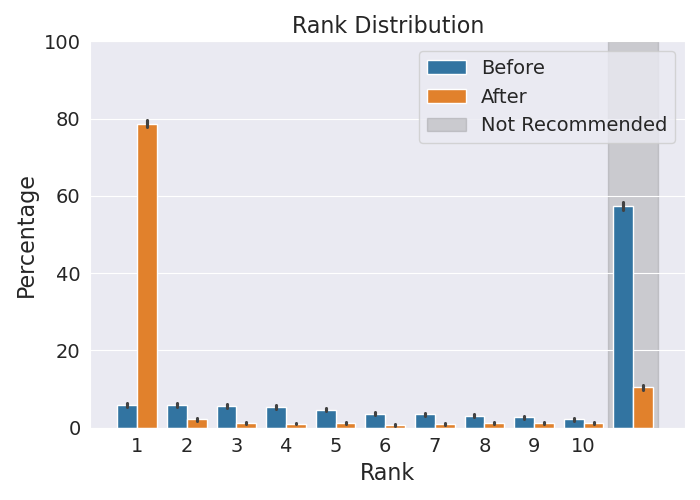 Rank Distribution
100
80
60
40
20
0
Percentage
Before
After
Not Recommended
1 2 3 4 5 6 7 8 9 10
Rank